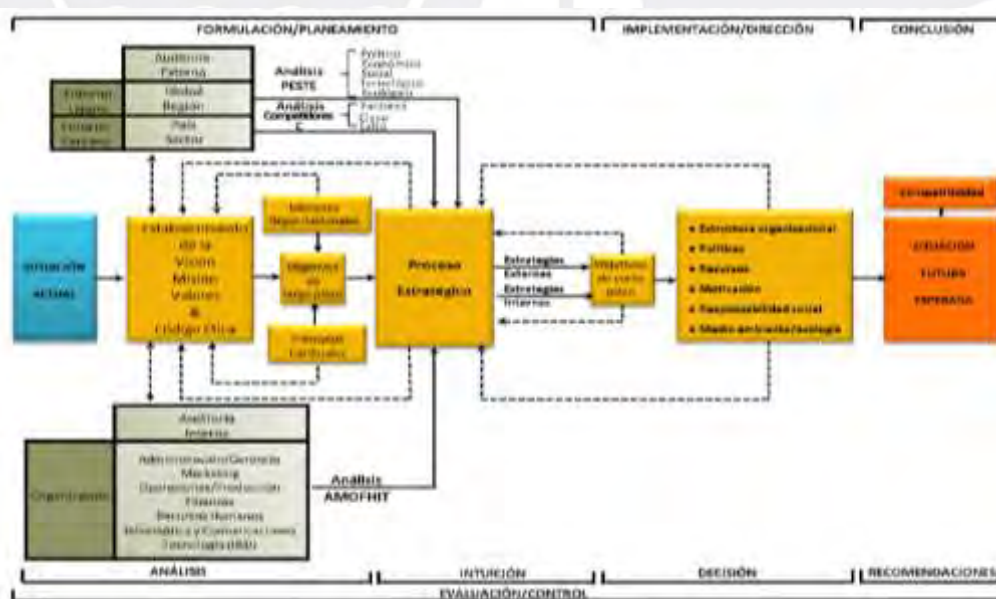 FORMULACIÓN/PLANEAMIENTO
IMPLEMENTACIÓN/DIRECCIÓN
CONCLUSIÓN
Auditoría
Externa
Global
Región
País
Sector
Análisis
PESTE
Análisis
Competidores
C
SITUACIÓN
ACTUAL
Establecimiento
de la
Visión
Misión
Valores
&
Código Ética
Intereses
Organizacionales
Objetivos
de
Largo Plazo
Principios
Cardinales
Proceso
Estratégico
Estrategias
Externas
Estrategias
Internas
Objetivos
de corto
plazo
• Estructura organizacional
• Políticas
• Recursos
• Motivación
• Responsabilidad social
• Medio ambiente/ecología
Competitividad
SITUACIÓN
FUTURA
ESPERADA
Auditoría
Interna
Organización
Administración/Gerencia
Marketing
Operaciones/Producción
Finanzas
Recursos Humanos
Informática y Comunicaciones
Análisis
AMOFHIT
ANÁLISIS
INTUICIÓN
DECISIÓN
RECOMENDACIONES
EVALUACIÓN/CONTROL